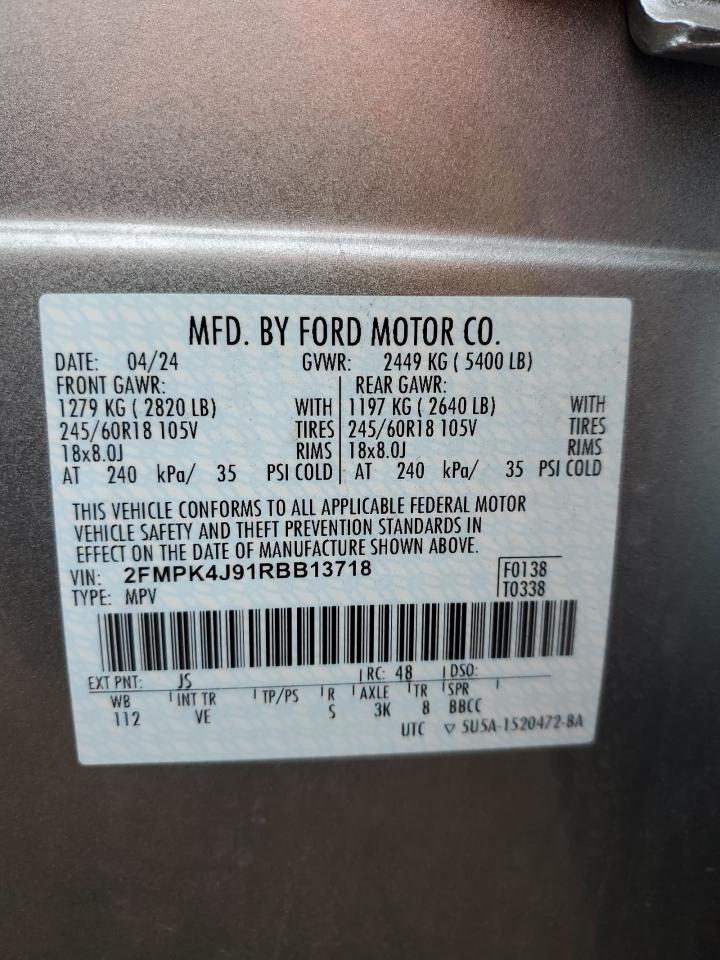 MFD. BY FORD MOTOR CO.
DATE: 04/24 GVWR: 2449 KG ( 5400 LB)
FRONT GAWR: REAR GAWR:
1279 KG ( 2820 LB) WITH 1197 KG ( 2640 LB) WITH
245/60R18 105V TIRES 245/60R18 105V TIRES
18x8.0J RIMS 18x8.0J RIMS
AT 240 kPa/ 35 PSI COLD AT 240 kPa/ 35 PSI COLD
THIS VEHICLE CONFORMS TO ALL APPLICABLE FEDERAL MOTOR
VEHICLE SAFETY AND THEFT PREVENTION STANDARDS IN
EFFECT ON THE DATE OF MANUFACTURE SHOWN ABOVE.
VIN: 2FMPK4J91RBB13718 F0138
TYPE: MPV T0338
EXT PNT: JS RC: 48 DSO:
WB INT TR TP/PS R AXLE TR SPR
112 VE S 3K 8 BBCC
UTC ▽ 5U5A-1520472-BA